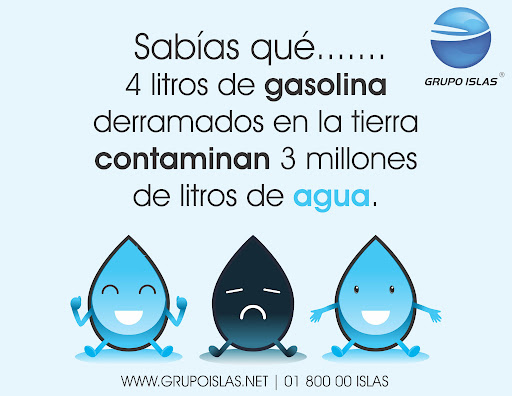 Sabías qué.......
4 litros de gasolina
derramados en la tierra
contaminan 3 millones
de litros de agua.
GRUPO ISLAS®
WWW.GRUPOISLAS.NET | 01 800 00 ISLAS